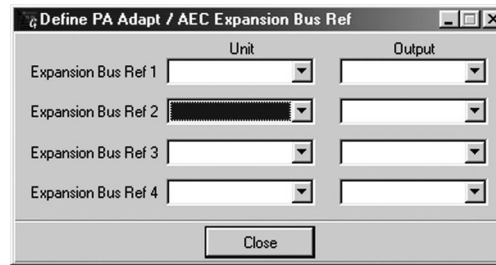 Define PA Adapt / AEC Expansion Bus Ref
Unit Output
Expansion Bus Ref 1
Expansion Bus Ref 2
Expansion Bus Ref 3
Expansion Bus Ref 4
Close